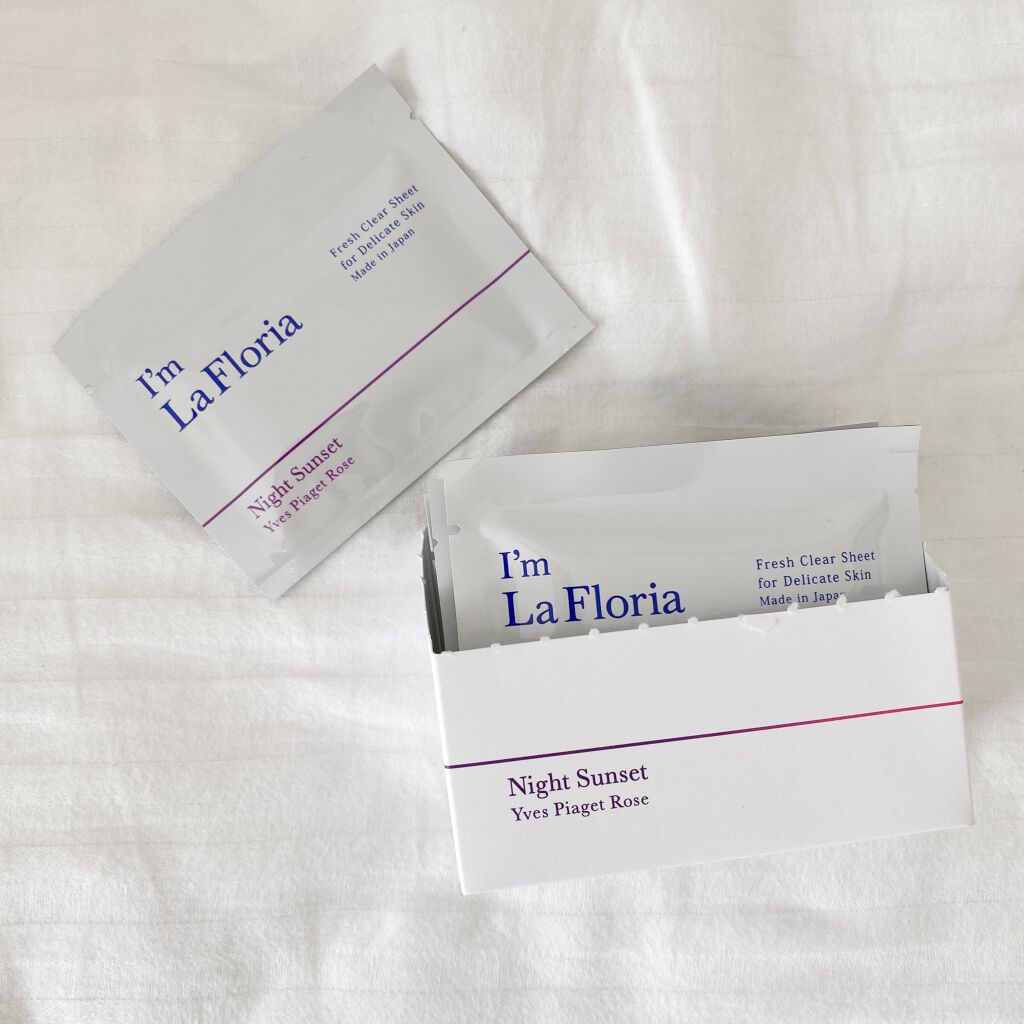 Fresh Clear Sheet
for Delicate Skin
Made in Japan
I'm
La Floria
Night Sunset
Yves Piaget Rose
I'm
La Floria
Fresh Clear Sheet
for Delicate Skin
Made in Japan
Night Sunset
Yves Piaget Rose